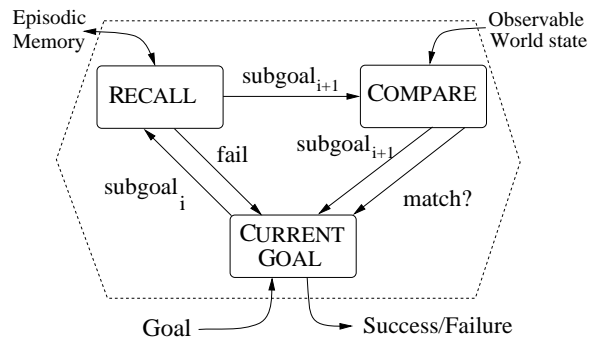 Episodic
Memory
Observable
World state
RECALL
subgoal_{i+1}
COMPARE
subgoal_{i+1}
fail
subgoal_i
match?
CURRENT
GOAL
Goal
Success/Failure